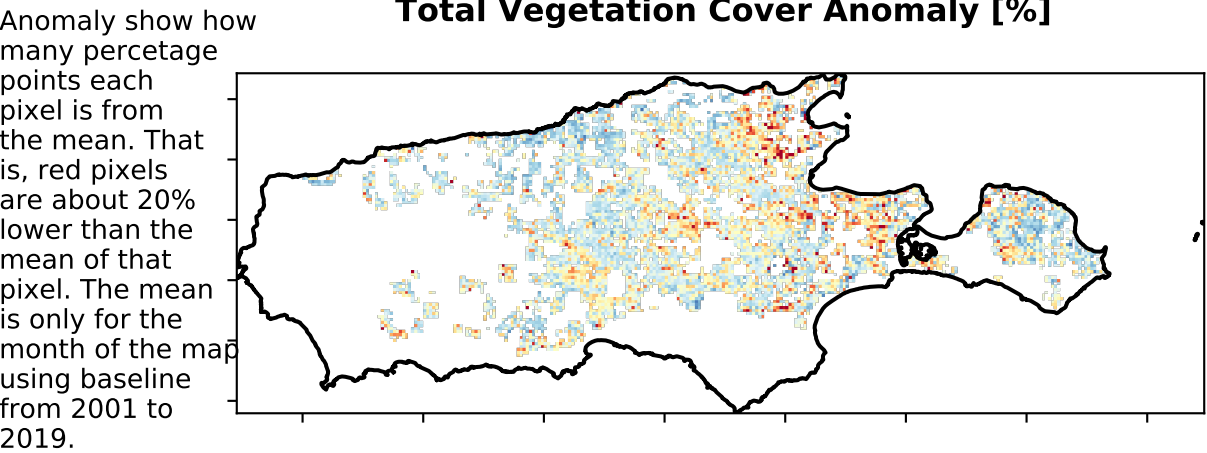 Total Vegetation Cover Anomaly [%]
Anomaly show how
many percetage
points each
pixel is from
the mean. That
is, red pixels
are about 20%
lower than the
mean of that
pixel. The mean
is only for the
month of the map
using baseline
from 2001 to
2019.